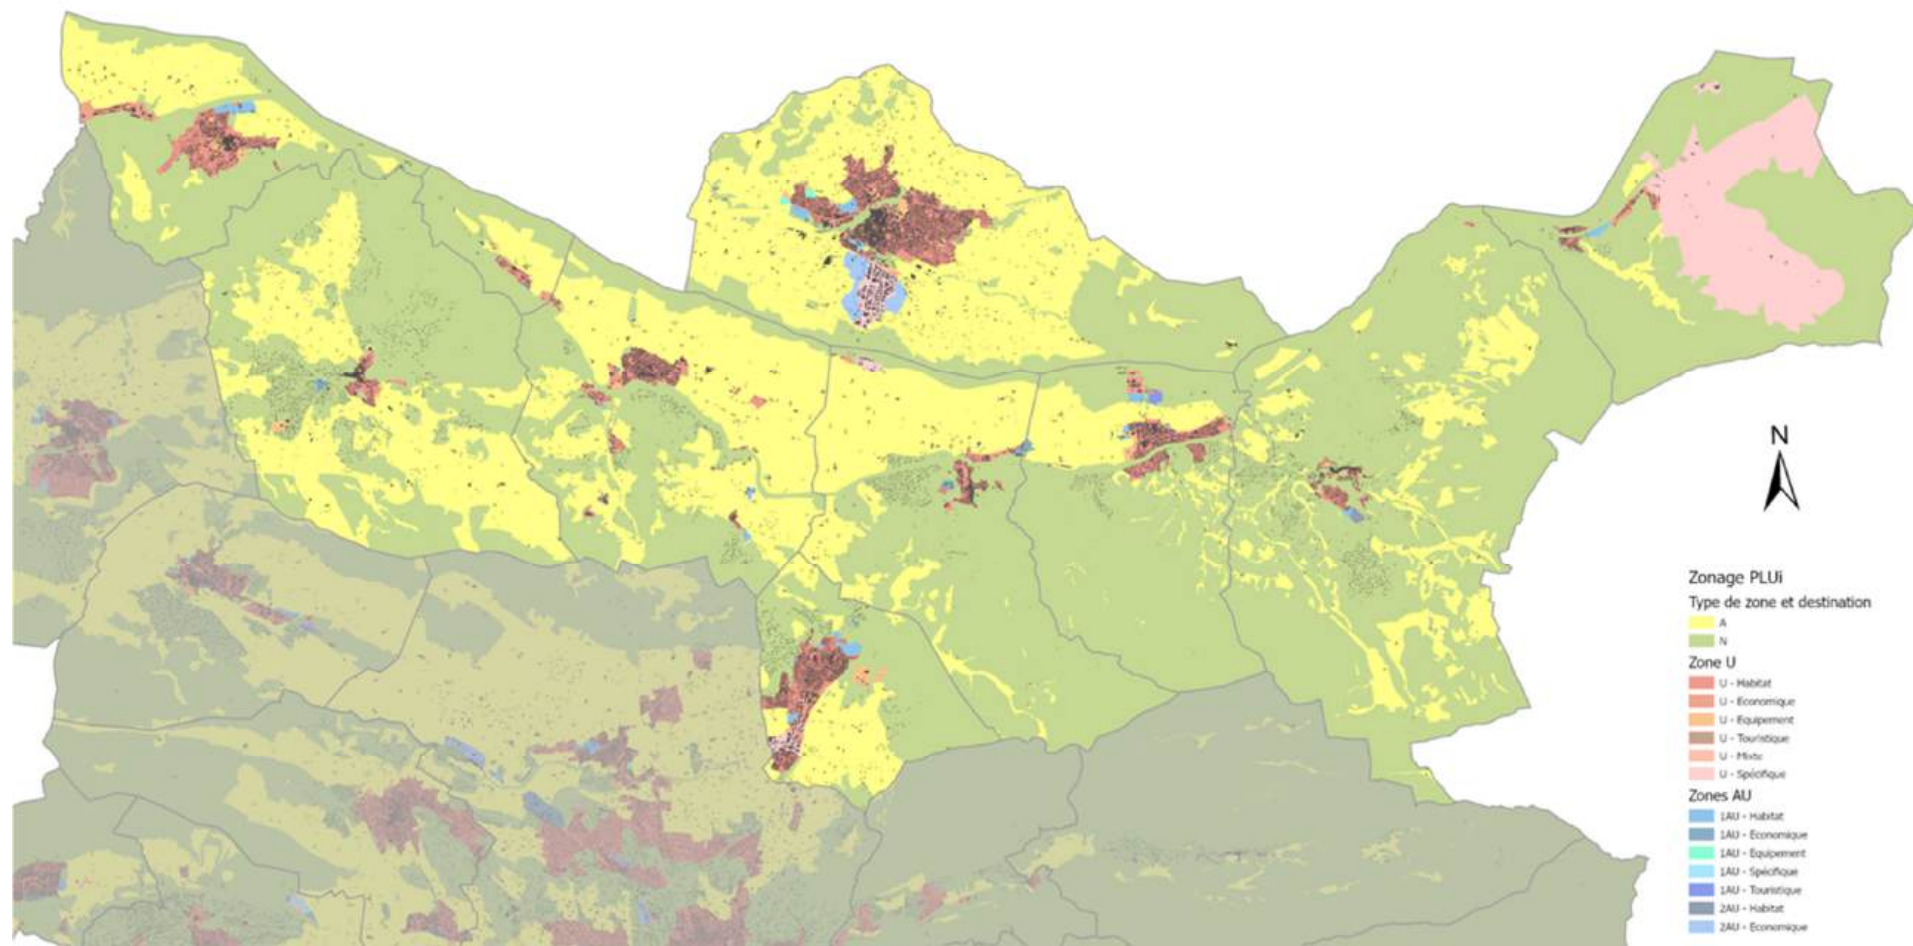 N
Zonage PLUi
Type de zone et destination
A
N
Zone U
U - Habitat
U - Economique
U - Equipement
U - Touristique
U - Mixte
U - Spécifique
Zones AU
1AU - Habitat
1AU - Economique
1AU - Equipement
1AU - Spécifique
1AU - Touristique
2AU - Habitat
2AU - Economique